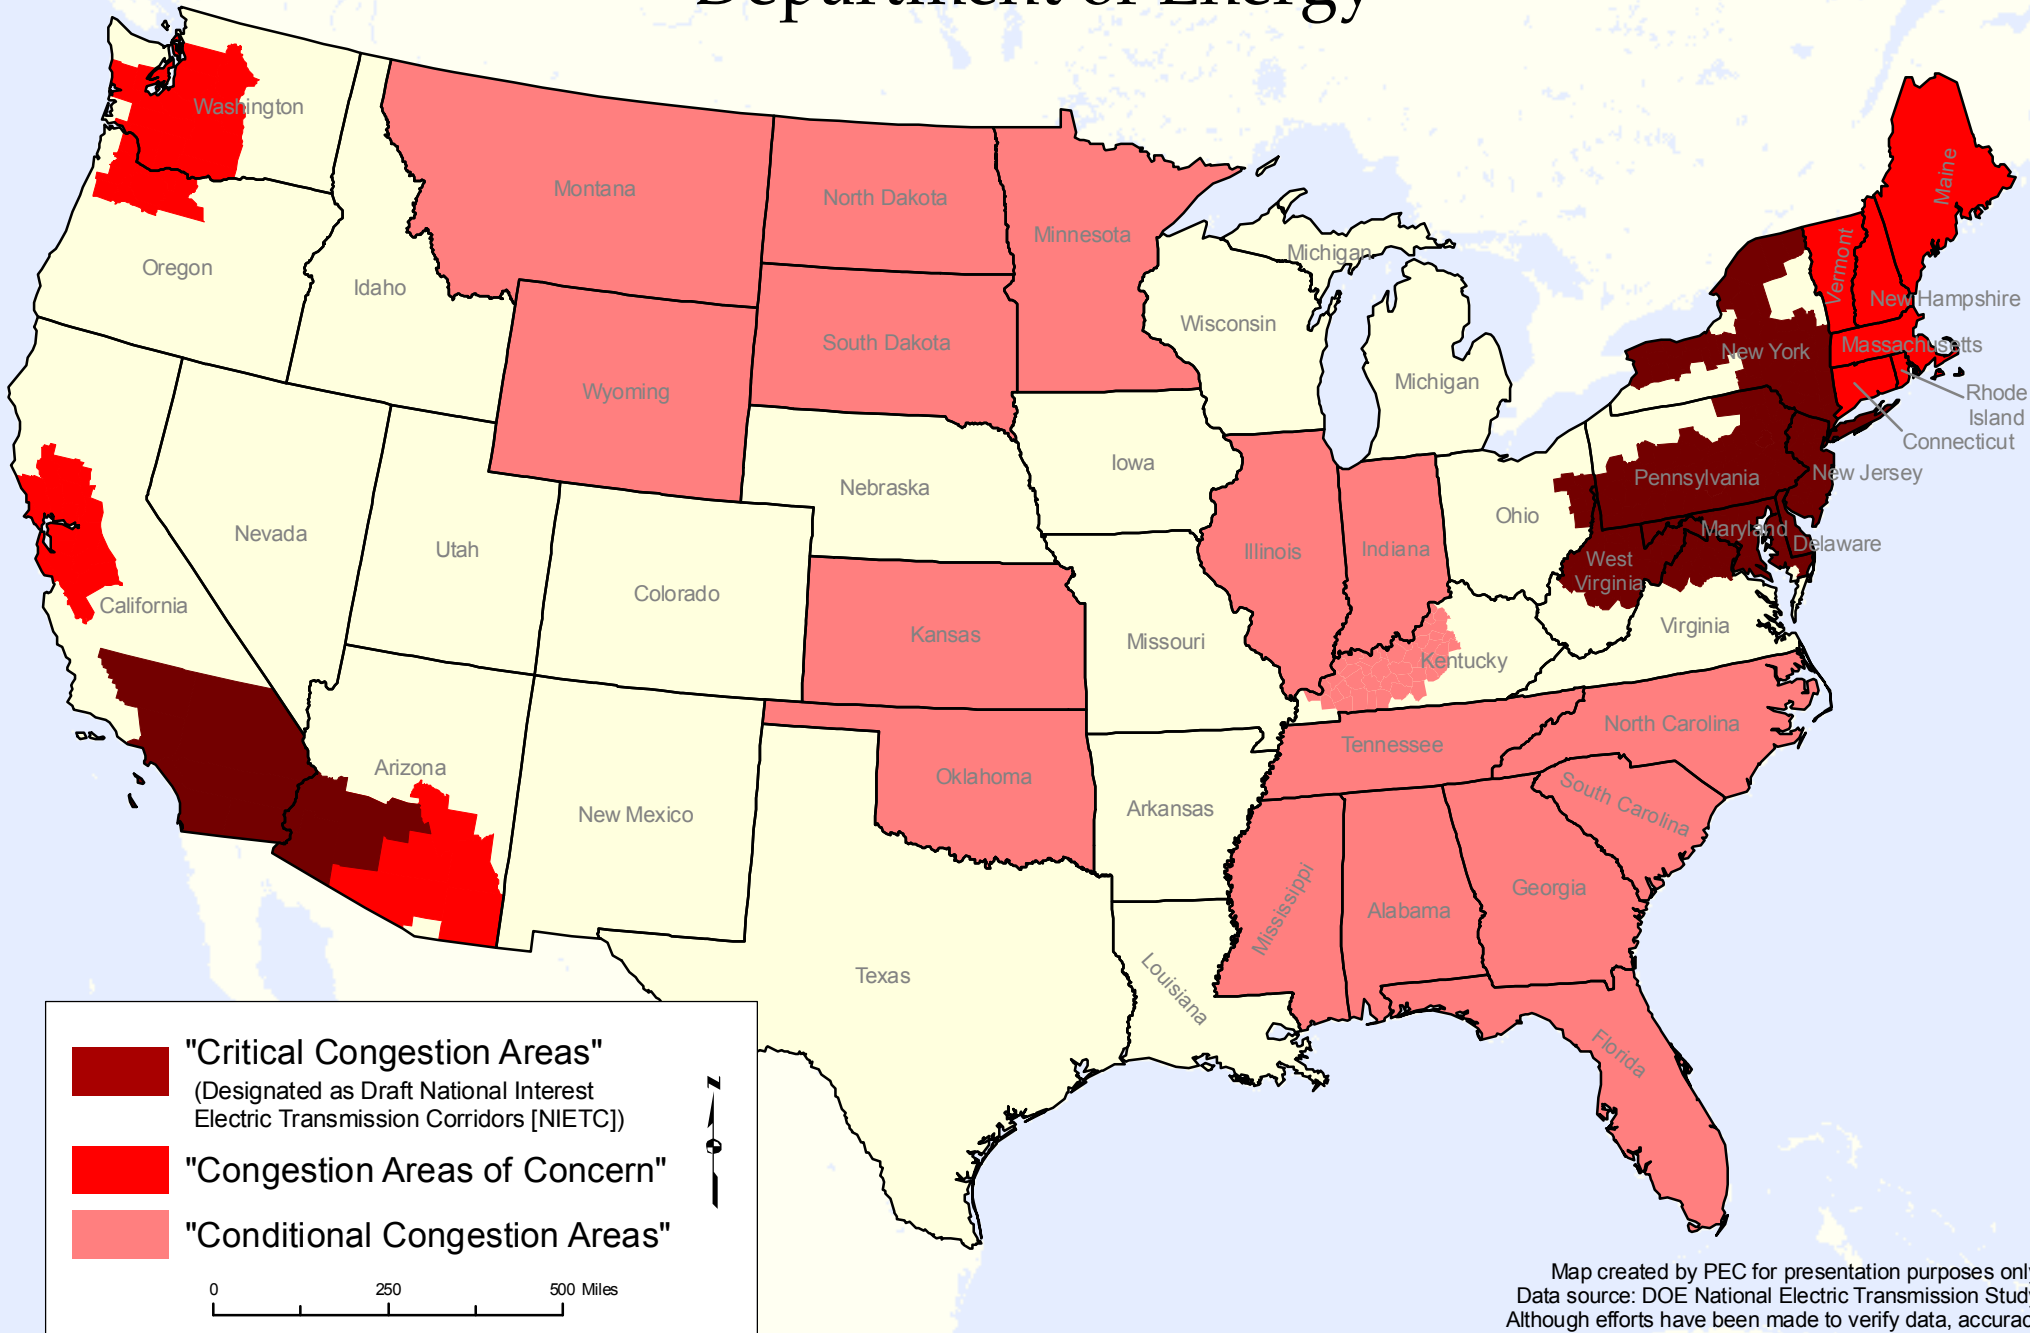 Department of Energy
Washington
Montana
North Dakota
Minnesota
Maine
Oregon
Idaho
Michigan
Vermont
New Hampshire
Wisconsin
South Dakota
New York
Massachusetts
Wyoming
Michigan
Rhode
Island
Connecticut
Iowa
Nebraska
Pennsylvania
New Jersey
Nevada
Utah
Ohio
Maryland
Delaware
Illinois
Indiana
West
Virginia
California
Colorado
Kansas
Missouri
Virginia
Kentucky
North Carolina
Tennessee
Arizona
Oklahoma
South Carolina
New Mexico
Arkansas
Georgia
Mississippi
Alabama
Texas
Louisiana
Florida
"Critical Congestion Areas"
(Designated as Draft National Interest
Electric Transmission Corridors [NIETC])
"Congestion Areas of Concern"
"Conditional Congestion Areas"
N
0 250 500 Miles
Map created by PEC for presentation purposes only
Data source: DOE National Electric Transmission Study
Although efforts have been made to verify data, accurac